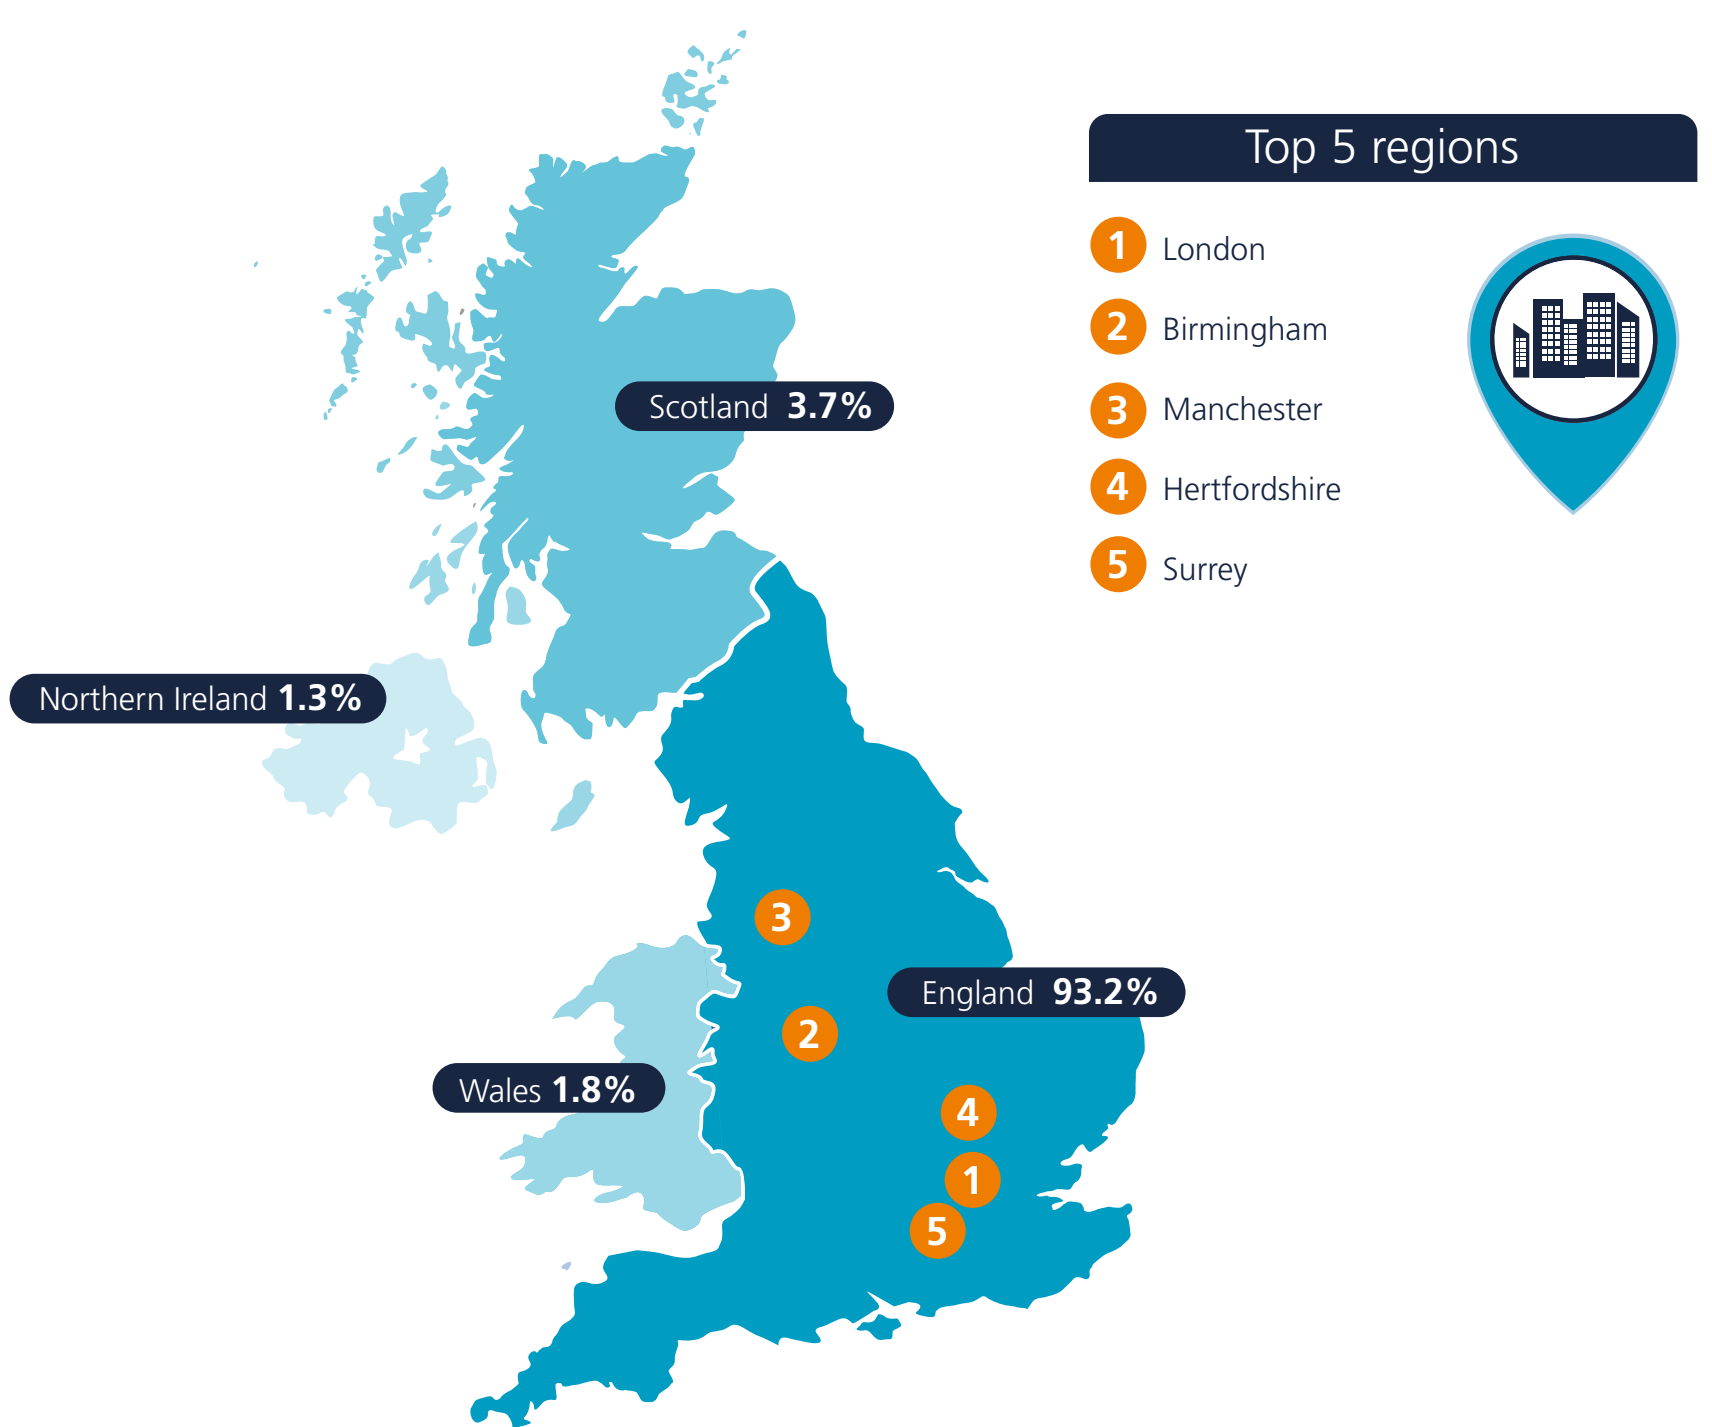 Top 5 regions
1 London
2 Birmingham
3 Manchester
4 Hertfordshire
5 Surrey
Scotland 3.7%
Northern Ireland 1.3%
3
England 93.2%
2
Wales 1.8%
4
1
5